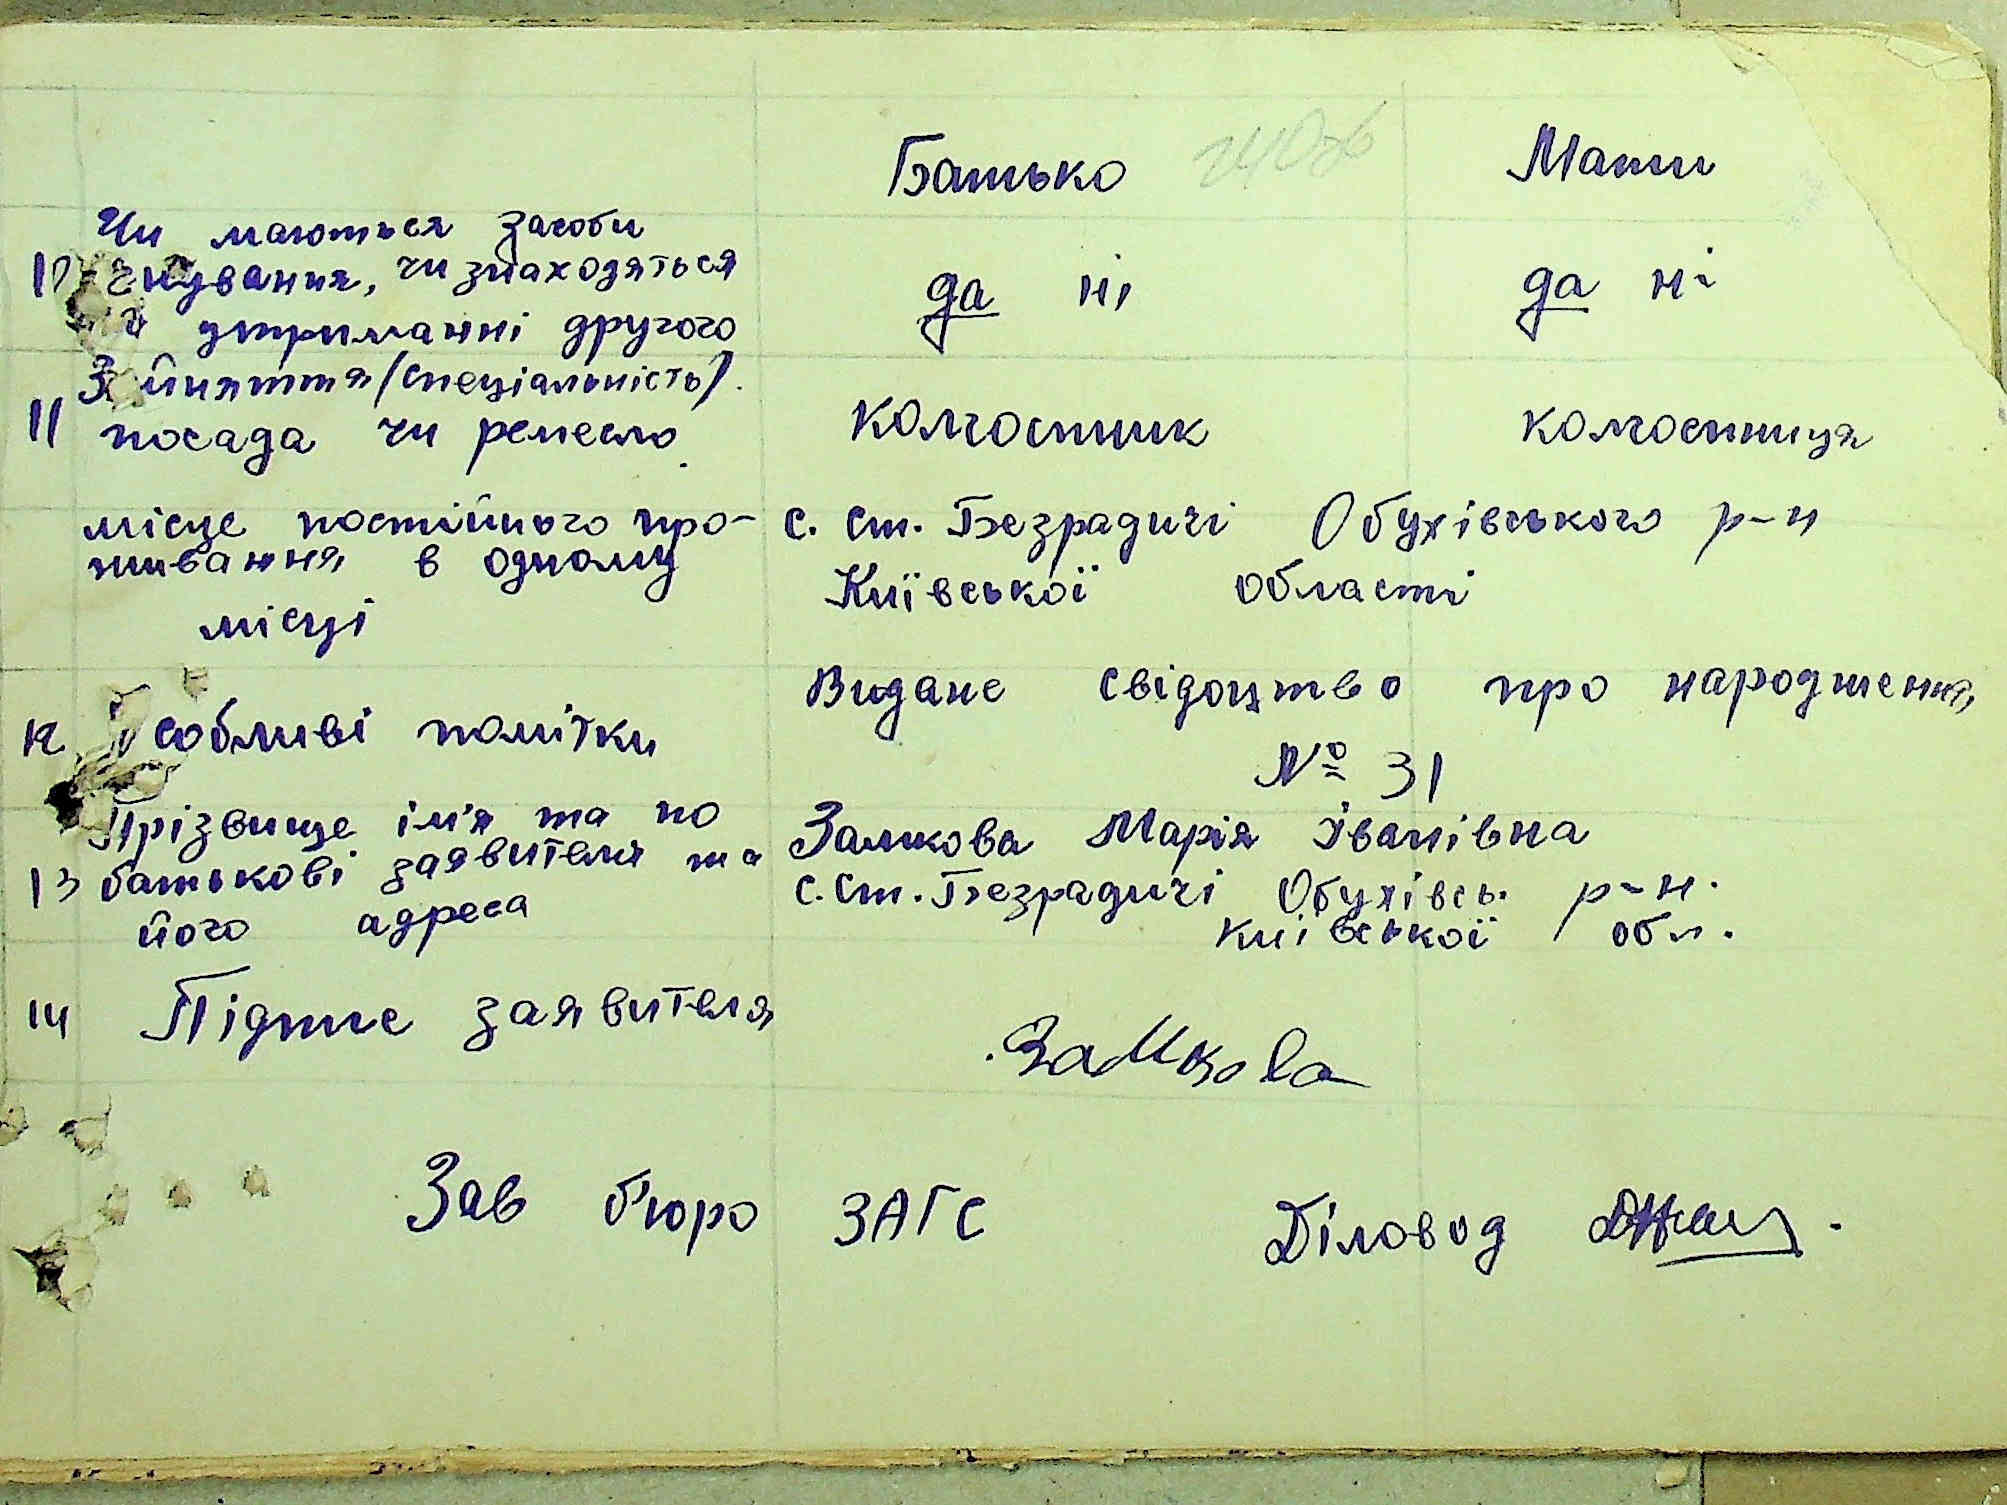 Батько Мати
Чи маються засоби
10 існування, чи знаходяться да ні да ні
на утриманні другого
Зайняття (спеціальність).
11 посада чи ремесло. колгоспник колгоспниця
місце постійного про- с. Ст. Безрадичі Обухівського р-н
живання в одному Київської області
місці
Видане свідоцтво про народження
12 Особливі помітки
№ 31
Прізвище ім'я та по Замкова Марія Іванівна
13 батькові заявителя та с. Ст. Безрадичі Обухівсь. р-н.
його адреса Київської обл.
14 Підпис заявителя
Замкова
Зав бюро ЗАГС Діловод